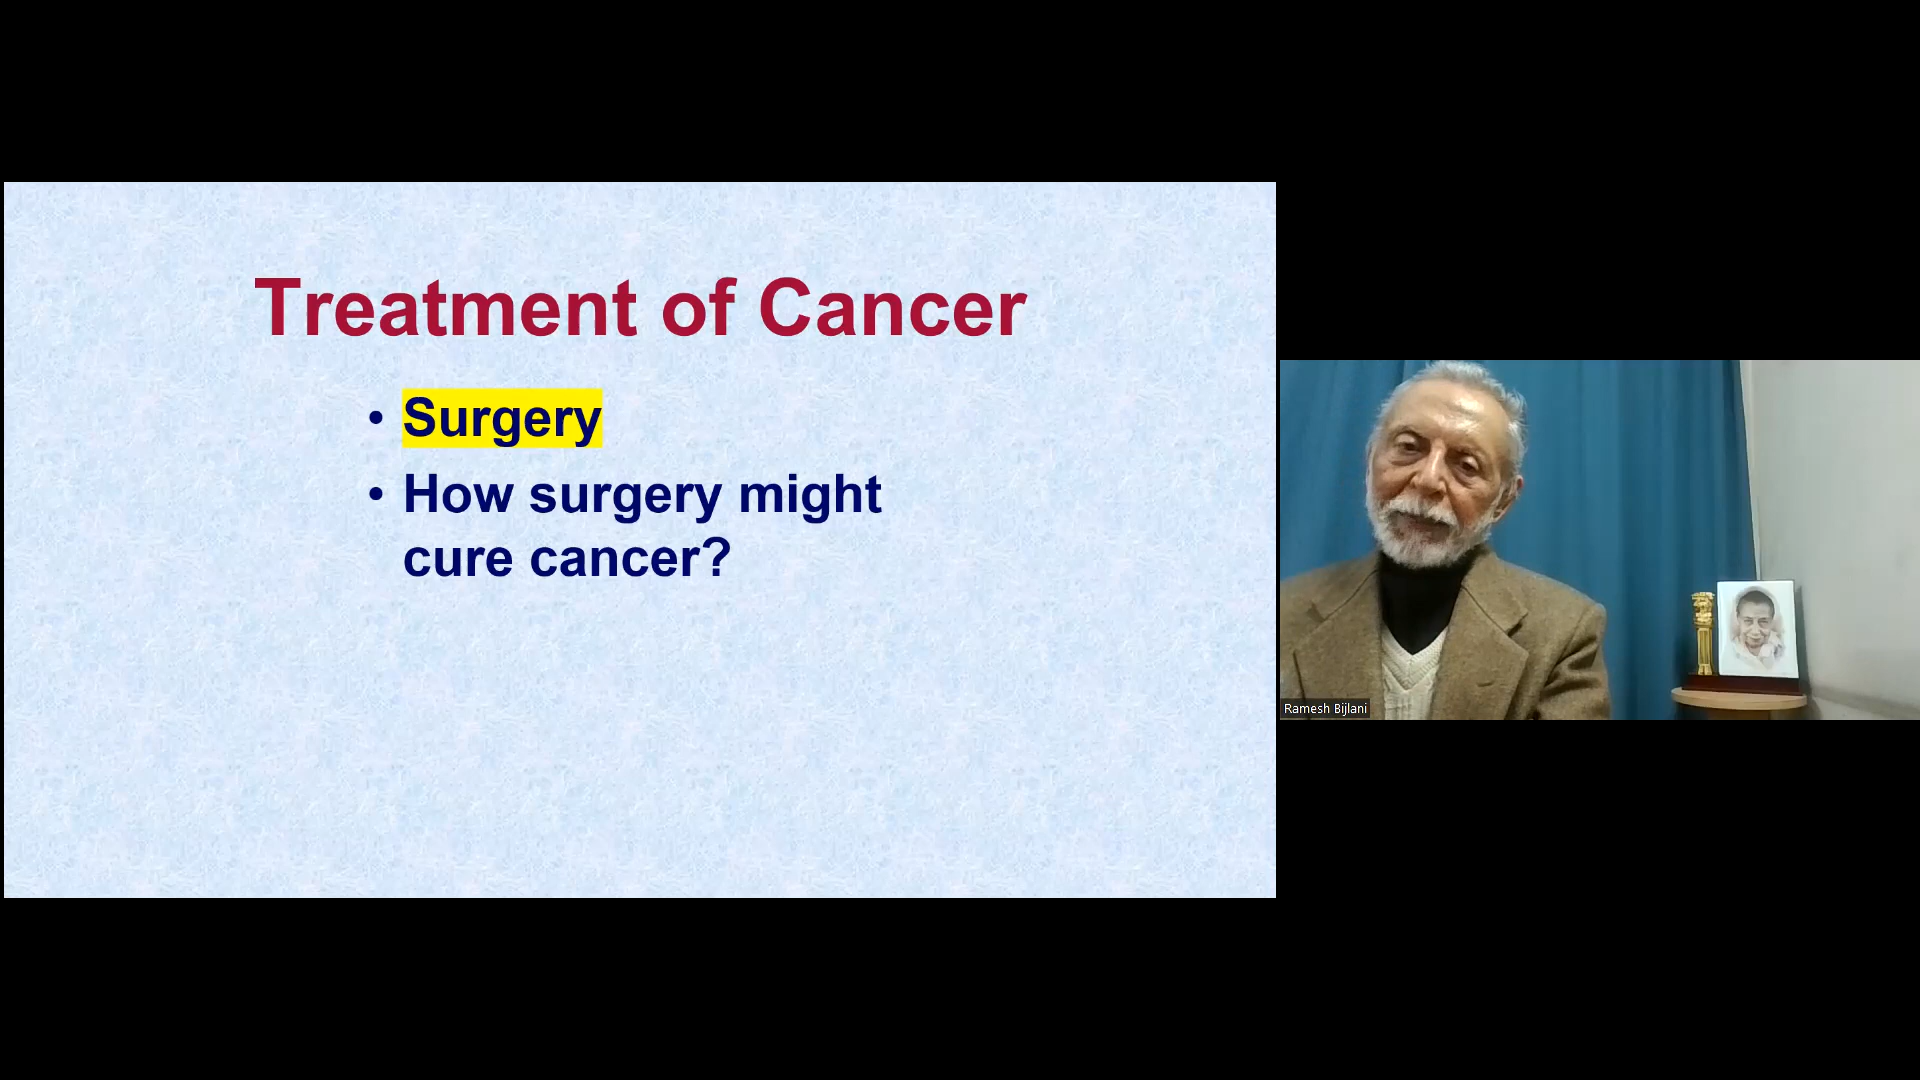 Treatment of Cancer
• Surgery
• How surgery might
cure cancer?
Ramesh Bijlani